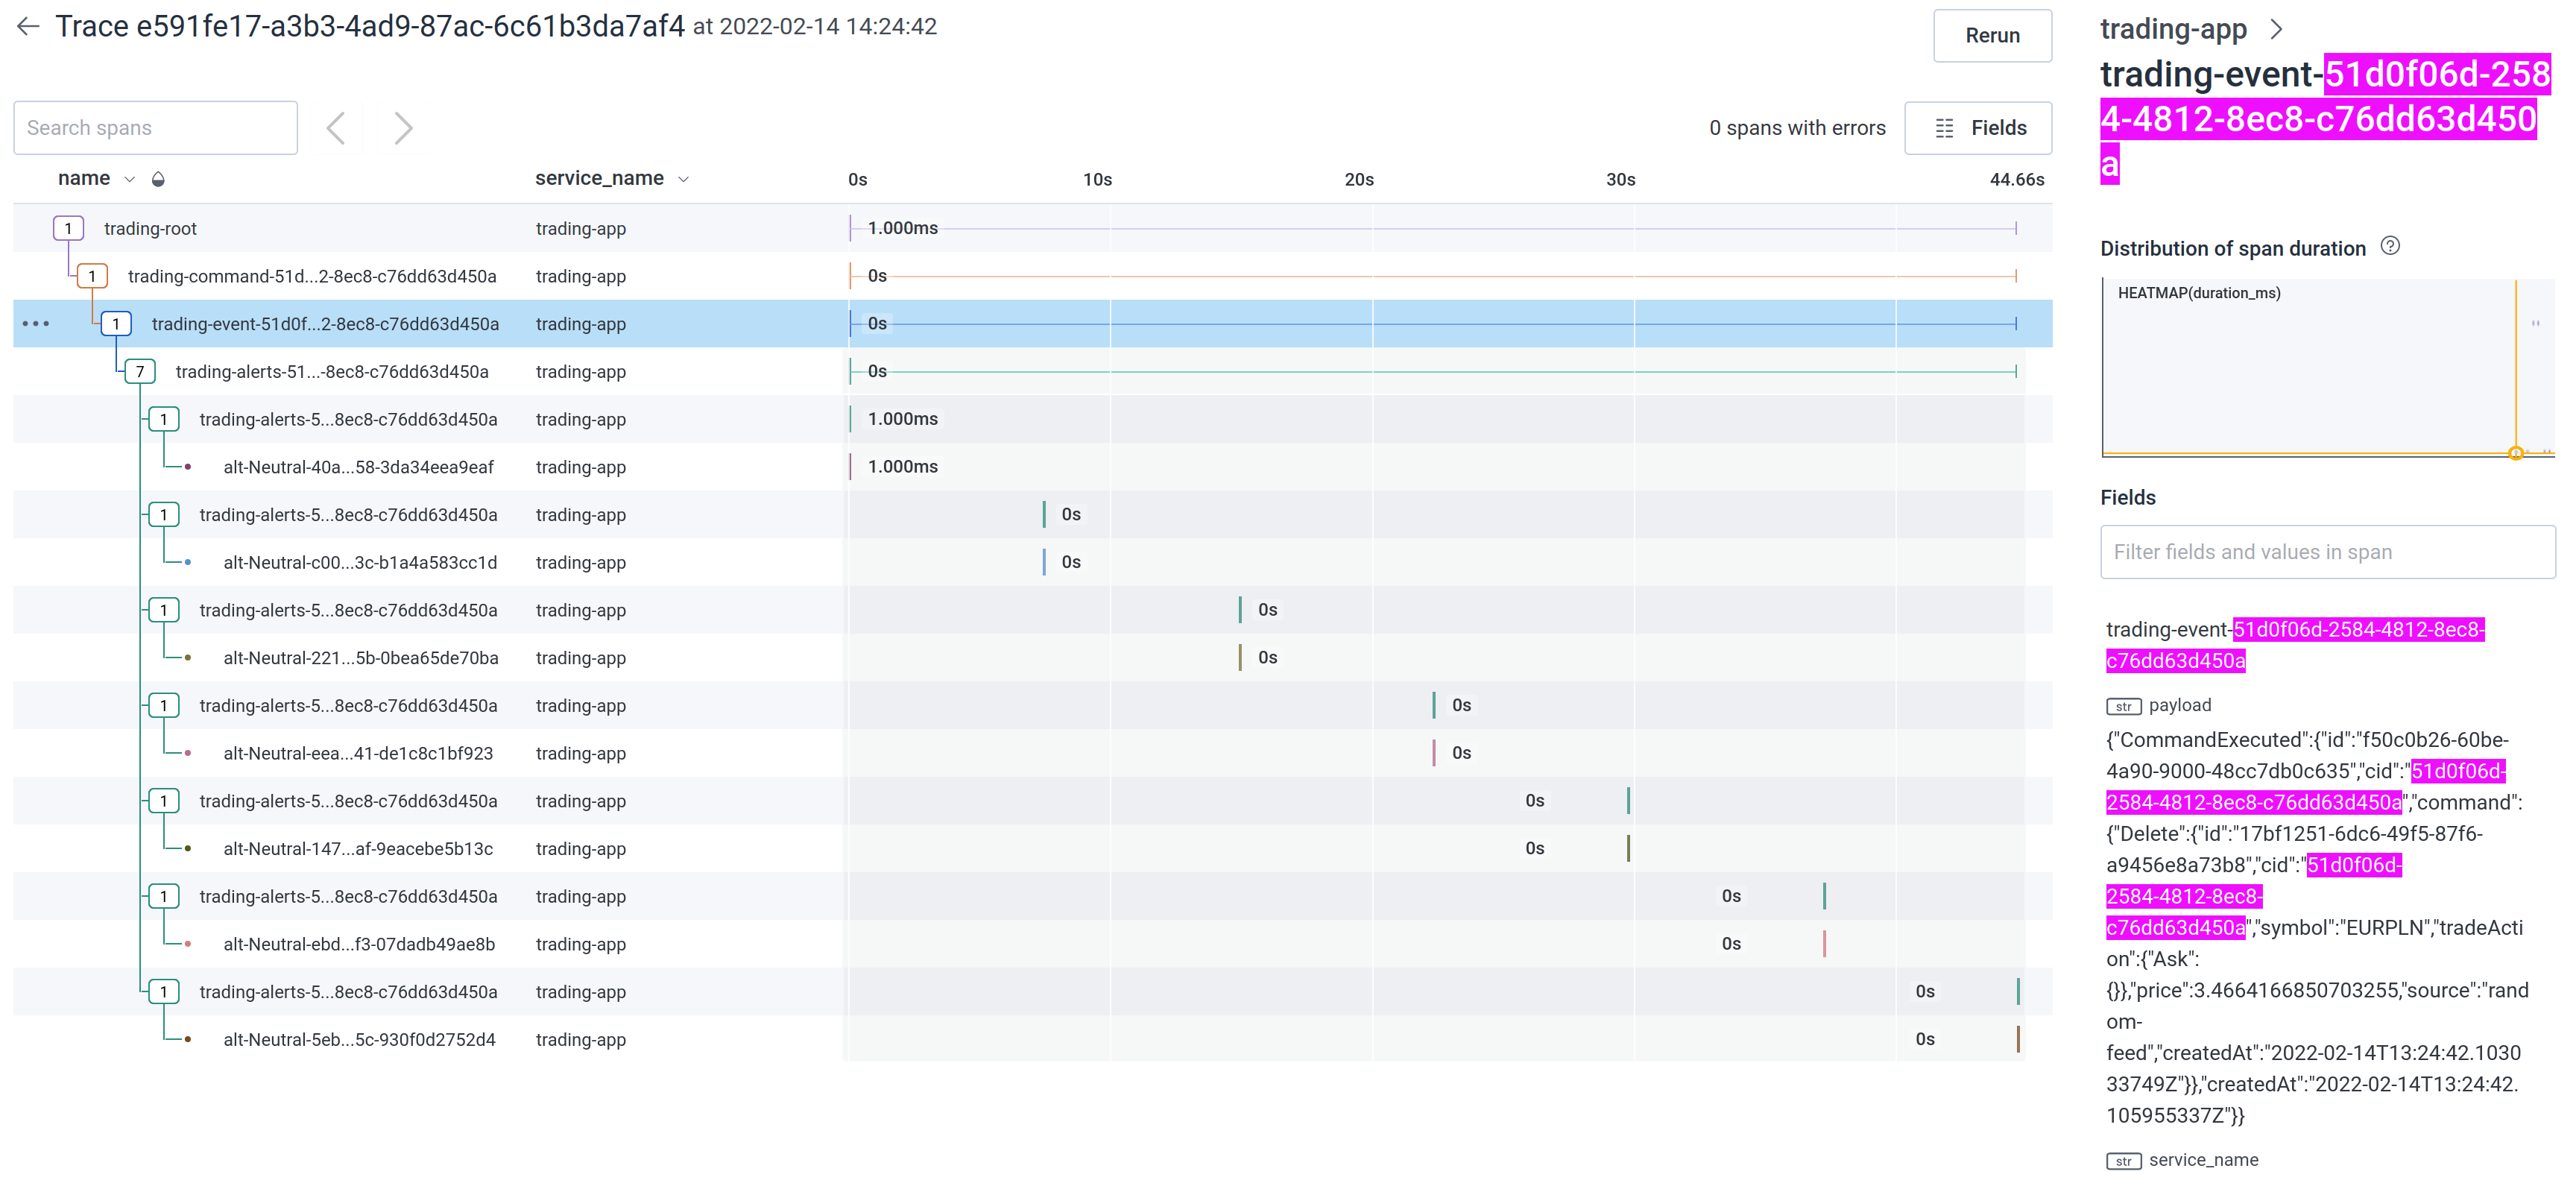 Trace e591fe17-a3b3-4ad9-87ac-6c61b3da7af4 at 2022-02-14 14:24:42
Rerun
Search spans
0 spans with errors
Fields
name service_name 0s 10s 20s 30s 44.66s
1 trading-root trading-app 1.000ms
1 trading-command-51d...2-8ec8-c76dd63d450a trading-app 0s
1 trading-event-51d0f...2-8ec8-c76dd63d450a trading-app 0s
7 trading-alerts-51...-8ec8-c76dd63d450a trading-app 0s
1 trading-alerts-5...8ec8-c76dd63d450a trading-app 1.000ms
alt-Neutral-40a...58-3da34eea9eaf trading-app 1.000ms
1 trading-alerts-5...8ec8-c76dd63d450a trading-app 0s
alt-Neutral-c00...3c-b1a4a583cc1d trading-app 0s
1 trading-alerts-5...8ec8-c76dd63d450a trading-app 0s
alt-Neutral-221...5b-0bea65de70ba trading-app 0s
1 trading-alerts-5...8ec8-c76dd63d450a trading-app 0s
alt-Neutral-eea...41-de1c8c1bf923 trading-app 0s
1 trading-alerts-5...8ec8-c76dd63d450a trading-app 0s
alt-Neutral-147...af-9eacebe5b13c trading-app 0s
1 trading-alerts-5...8ec8-c76dd63d450a trading-app 0s
alt-Neutral-ebd...f3-07dadb49ae8b trading-app 0s
1 trading-alerts-5...8ec8-c76dd63d450a trading-app 0s
alt-Neutral-5eb...5c-930f0d2752d4 trading-app 0s
trading-app
trading-event-51d0f06d-258
4-4812-8ec8-c76dd63d450
a
Distribution of span duration ?
HEATMAP(duration_ms)
Fields
Filter fields and values in span
trading-event-51d0f06d-2584-4812-8ec8-
c76dd63d450a
str payload
{"CommandExecuted":{"id":"f50c0b26-60be-
4a90-9000-48cc7db0c635","cid":"51d0f06d-
2584-4812-8ec8-c76dd63d450a","command":
{"Delete":{"id":"17bf1251-6dc6-49f5-87f6-
a9456e8a73b8","cid":"51d0f06d-
2584-4812-8ec8-
c76dd63d450a","symbol":"EURPLN","tradeActi
on":{"Ask":
{}},"price":3.4664166850703255,"source":"rand
om-
feed","createdAt":"2022-02-14T13:24:42.1030
33749Z"}},"createdAt":"2022-02-14T13:24:42.
105955337Z"}}
str service_name